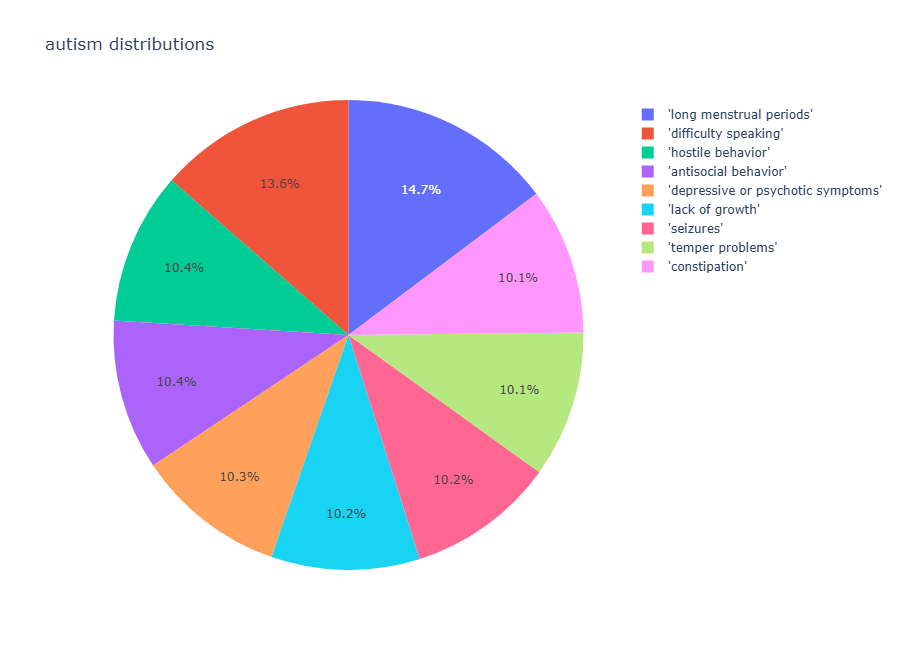 autism distributions
'long menstrual periods'
'difficulty speaking'
'hostile behavior'
'antisocial behavior'
'depressive or psychotic symptoms'
'lack of growth'
'seizures'
'temper problems'
'constipation'
13.6%
14.7%
10.4%
10.1%
10.4%
10.1%
10.3%
10.2%
10.2%